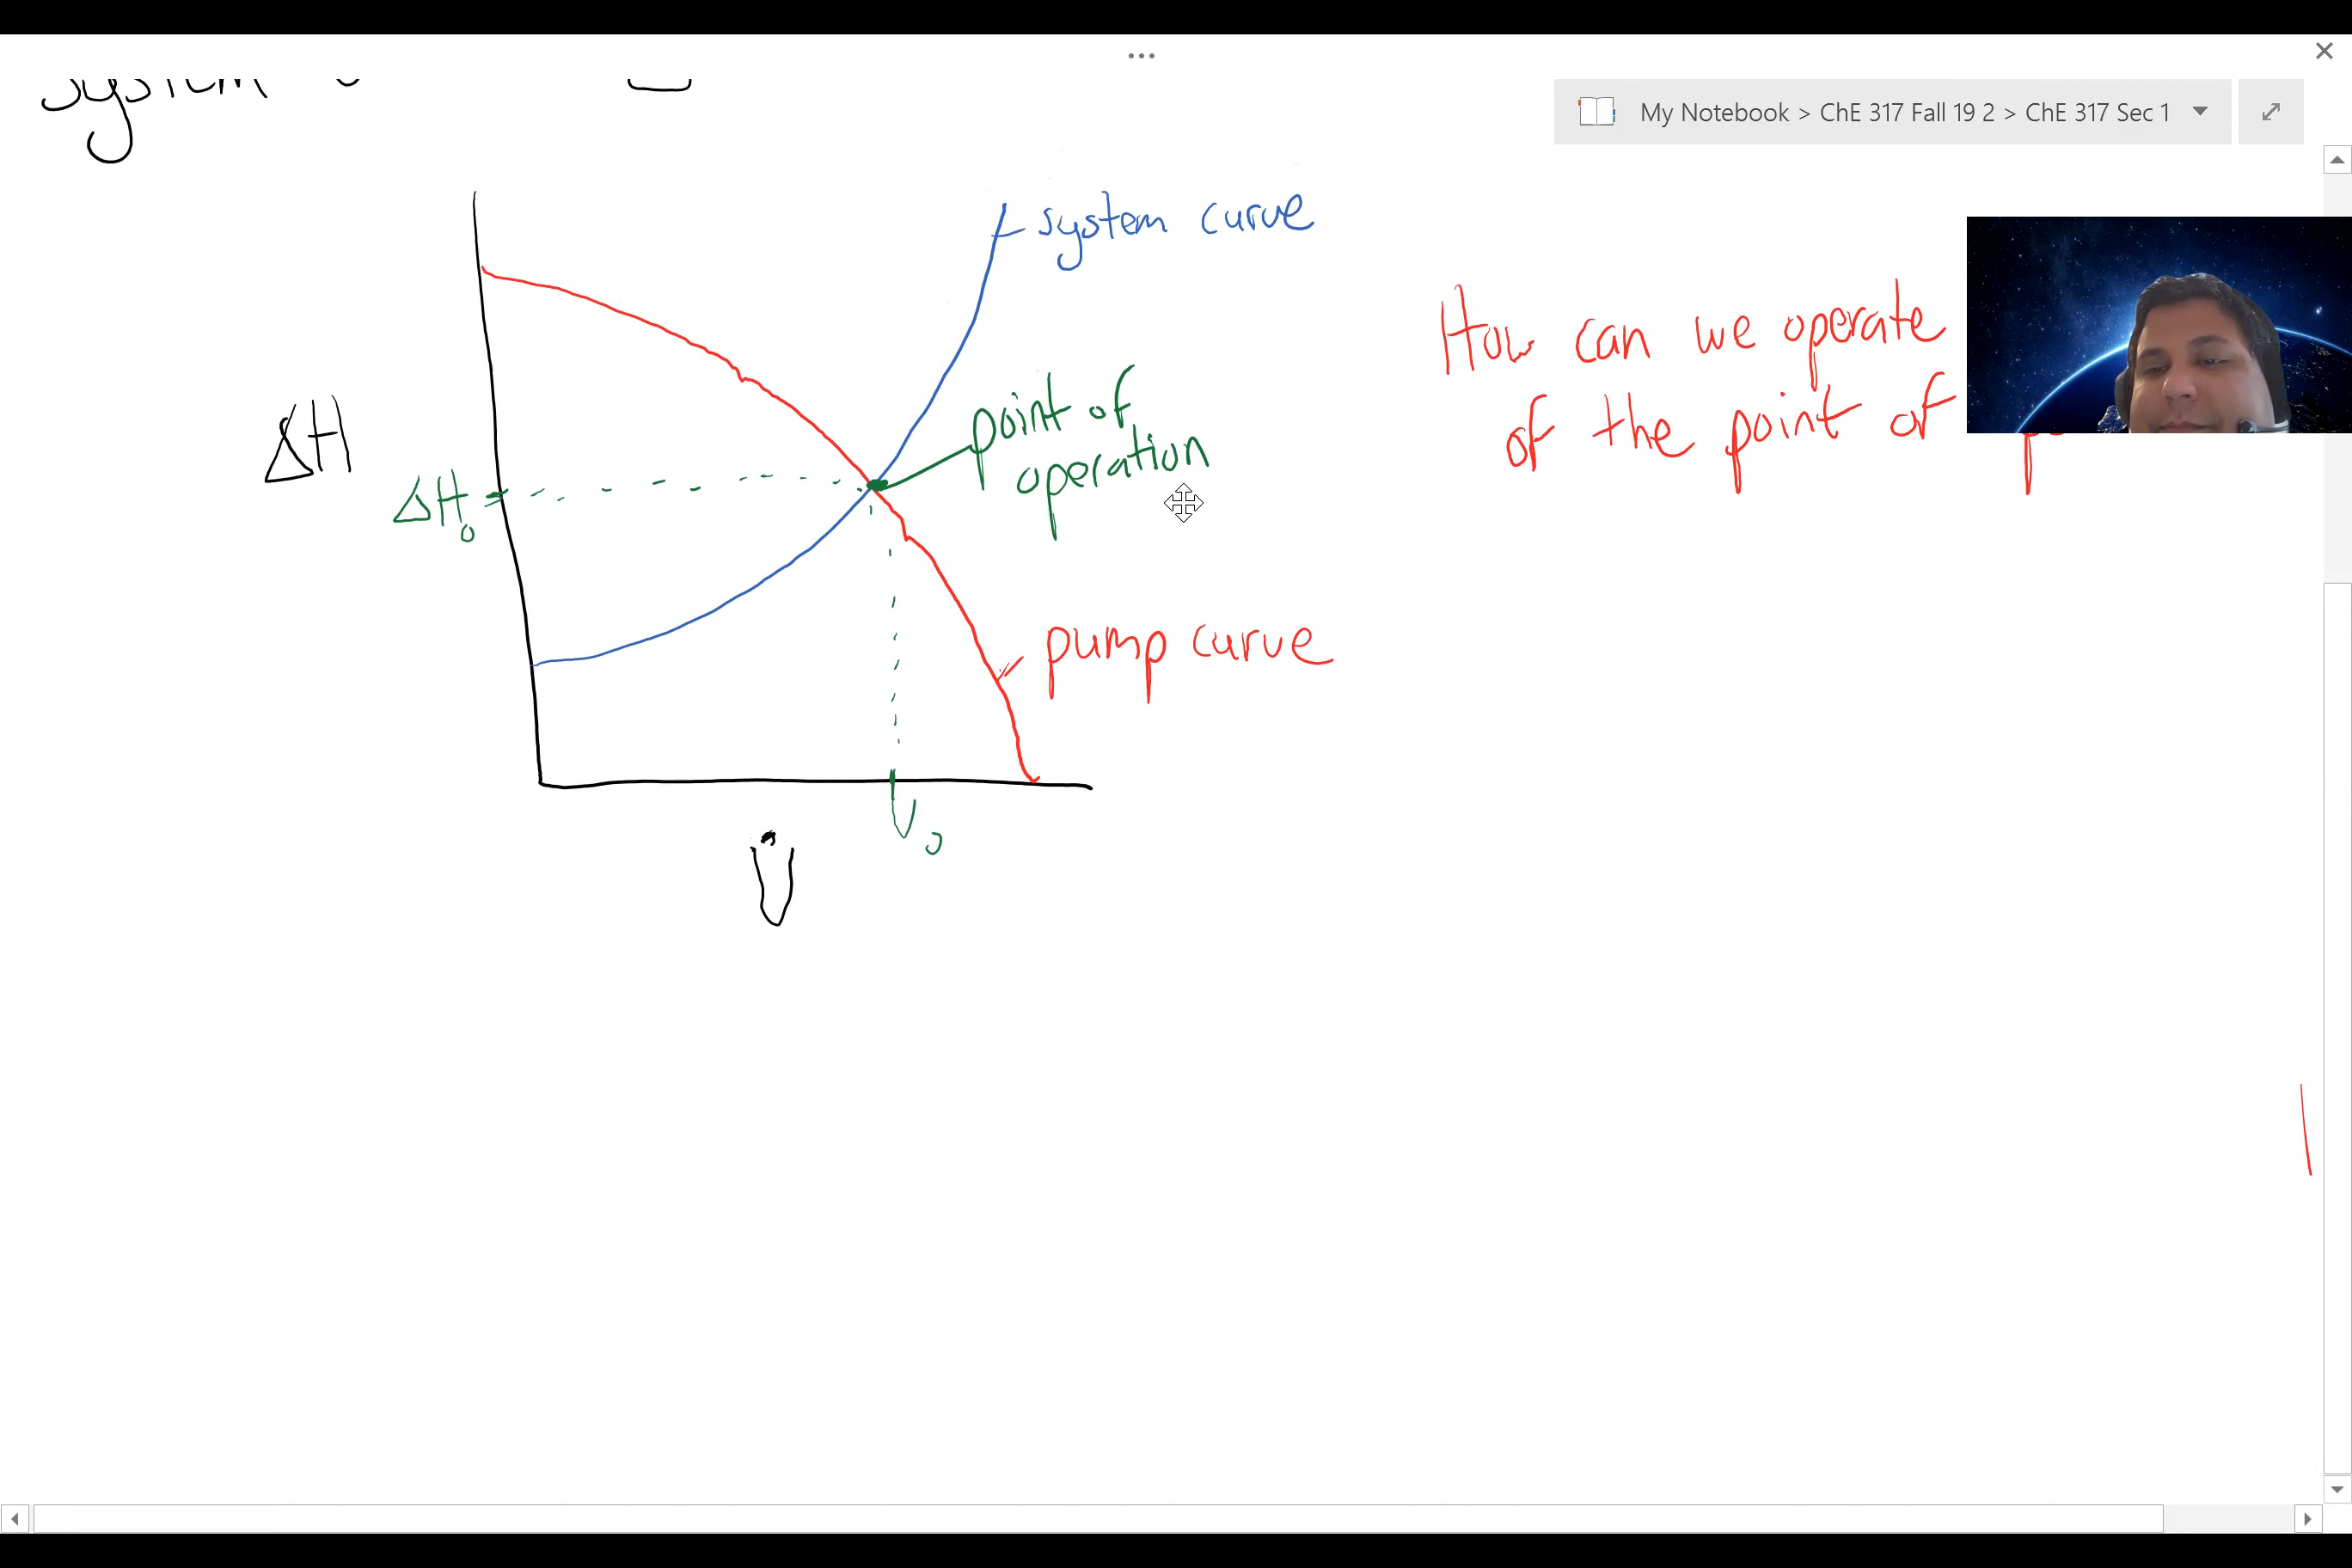 system
My Notebook > ChE 317 Fall 19 2 > ChE 317 Sec 1
system curve
How can we operate
of the point of
point of
operation
ΔH
ΔH₀
pump curve
V₀
V̇